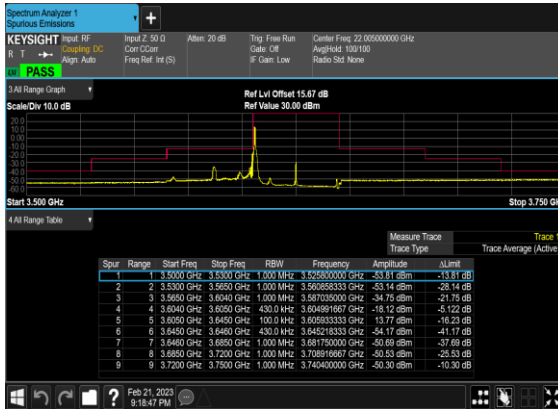 Spectrum Analyzer 1
Spurious Emissions
+
KEYSIGHT Input: RF Input Z: 50 Ω Atten: 20 dB Trig: Free Run Center Freq: 22.005000000 GHz
R T Coupling: DC Corr CCorr Gate: Off Avg|Hold: 100/100
Align: Auto Freq Ref: Int (S) IF Gain: Low Radio Std: None
PASS
3 All Range Graph
Ref Lvl Offset 15.67 dB
Scale/Div 10.0 dB Ref Value 30.00 dBm
20.0
10.0
0.00
-10.0
-20.0
-30.0
-40.0
-50.0
-60.0
Start 3.500 GHz Stop 3.750 GH
4 All Range Table
Measure Trace Trace 1
Trace Type Trace Average (Active
Spur Range Start Freq Stop Freq RBW Frequency Amplitude ΔLimit
1 1 3.5000 GHz 3.5300 GHz 1.000 MHz 3.525800000 GHz -53.81 dBm -13.81 dB
2 2 3.5300 GHz 3.5650 GHz 1.000 MHz 3.560858333 GHz -53.14 dBm -28.14 dB
3 3 3.5650 GHz 3.6040 GHz 1.000 MHz 3.587035000 GHz -34.75 dBm -21.75 dB
4 4 3.6040 GHz 3.6050 GHz 430.0 kHz 3.604991667 GHz -18.12 dBm -5.122 dB
5 5 3.6050 GHz 3.6450 GHz 100.0 kHz 3.605933333 GHz 13.77 dBm -16.23 dB
6 6 3.6450 GHz 3.6460 GHz 430.0 kHz 3.645218333 GHz -54.17 dBm -41.17 dB
7 7 3.6460 GHz 3.6850 GHz 1.000 MHz 3.681750000 GHz -50.69 dBm -37.69 dB
8 8 3.6850 GHz 3.7200 GHz 1.000 MHz 3.708916667 GHz -50.53 dBm -25.53 dB
9 9 3.7200 GHz 3.7500 GHz 1.000 MHz 3.740400000 GHz -50.30 dBm -10.30 dB
? Feb 21, 2023
9:18:47 PM